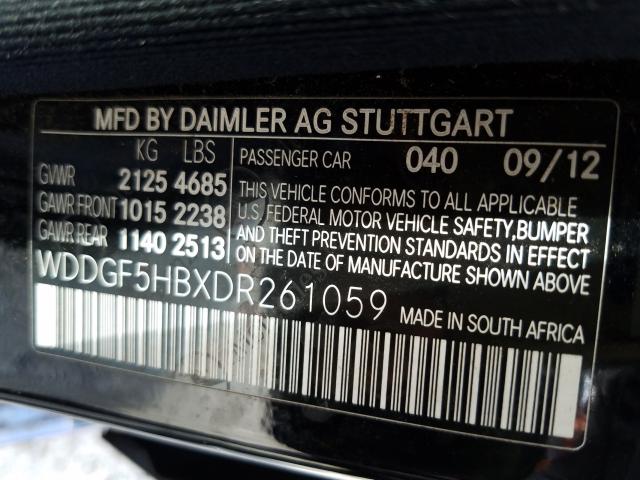 MFD BY DAIMLER AG STUTTGART
KG LBS
GVWR 2125 4685
GAWR FRONT 1015 2238
GAWR REAR 1140 2513
PASSENGER CAR 040 09/12
THIS VEHICLE CONFORMS TO ALL APPLICABLE
U.S. FEDERAL MOTOR VEHICLE SAFETY, BUMPER
AND THEFT PREVENTION STANDARDS IN EFFECT
ON THE DATE OF MANUFACTURE SHOWN ABOVE
WDDGF5HBXDR261059 MADE IN SOUTH AFRICA